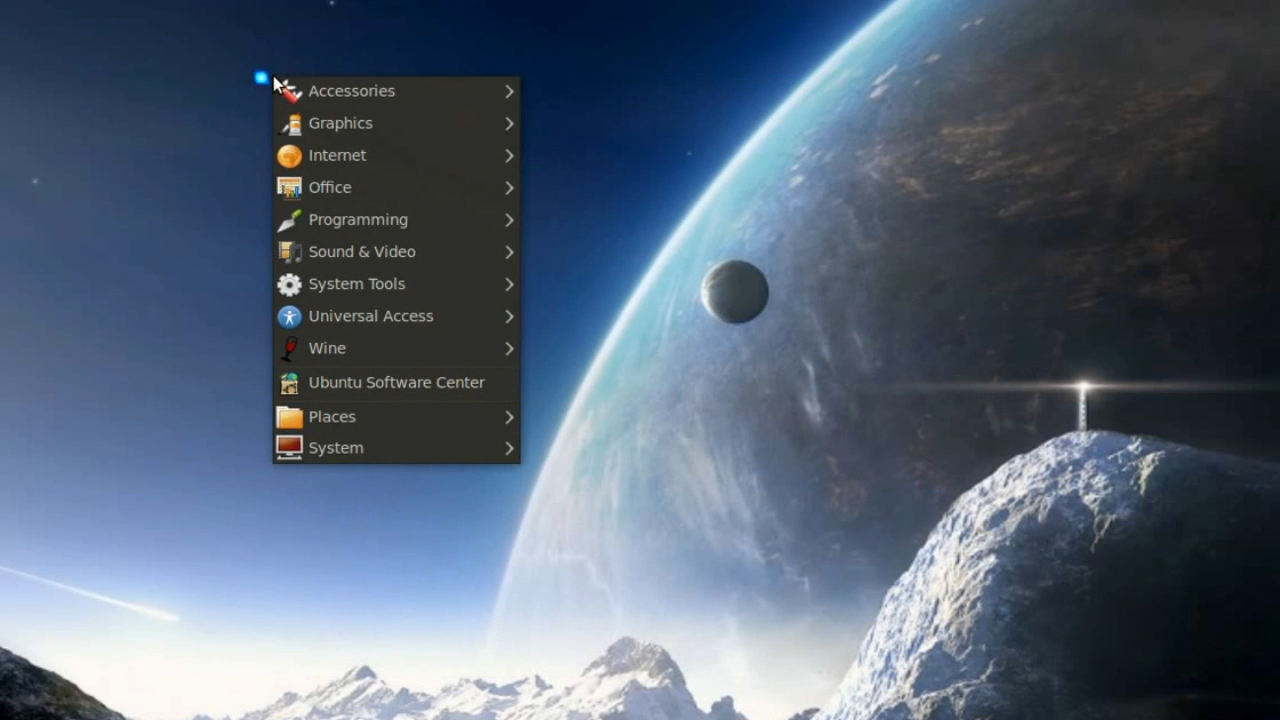 Accessories
Graphics
Internet
Office
Programming
Sound & Video
System Tools
Universal Access
Wine
Ubuntu Software Center
Places
System